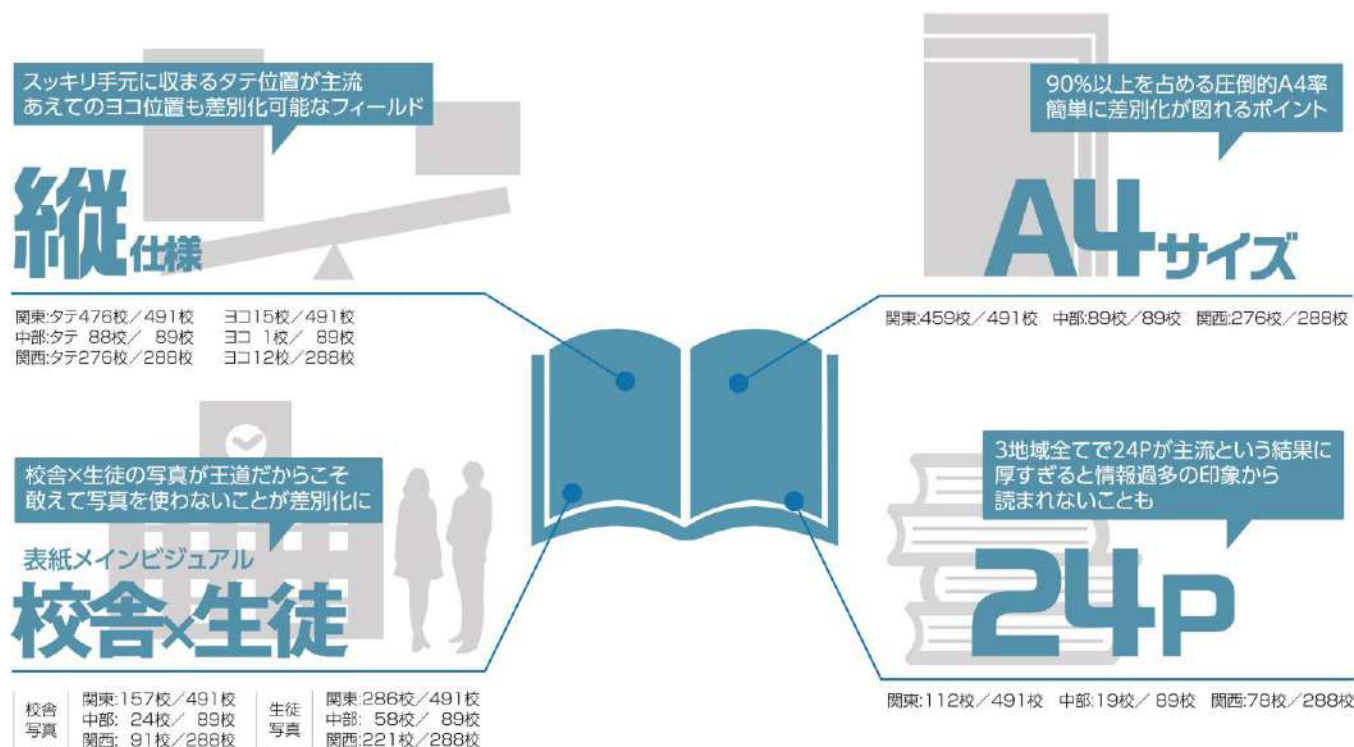 スッキリ手元に収まるタテ位置が主流
あえてのヨコ位置も差別化可能なフィールド
縦仕様
関東:タテ476校／491校 ヨコ15校／491校
中部:タテ 88校／ 89校 ヨコ 1校／ 89校
関西:タテ276校／288校 ヨコ12校／288校
90%以上を占める圧倒的A4率
簡単に差別化が図れるポイント
A4サイズ
関東:459校／491校 中部:89校／89校 関西:276校／288校
校舎×生徒の写真が王道だからこそ
敢えて写真を使わないことが差別化に
表紙メインビジュアル
校舎×生徒
校舎
写真
関東:157校／491校
中部: 24校／ 89校
関西: 91校／288校
生徒
写真
関東:286校／491校
中部: 58校／ 89校
関西:221校／288校
3地域全てで24Pが主流という結果に
厚すぎると情報過多の印象から
読まれないことも
24P
関東:112校／491校 中部:19校／ 89校 関西:78校／288校